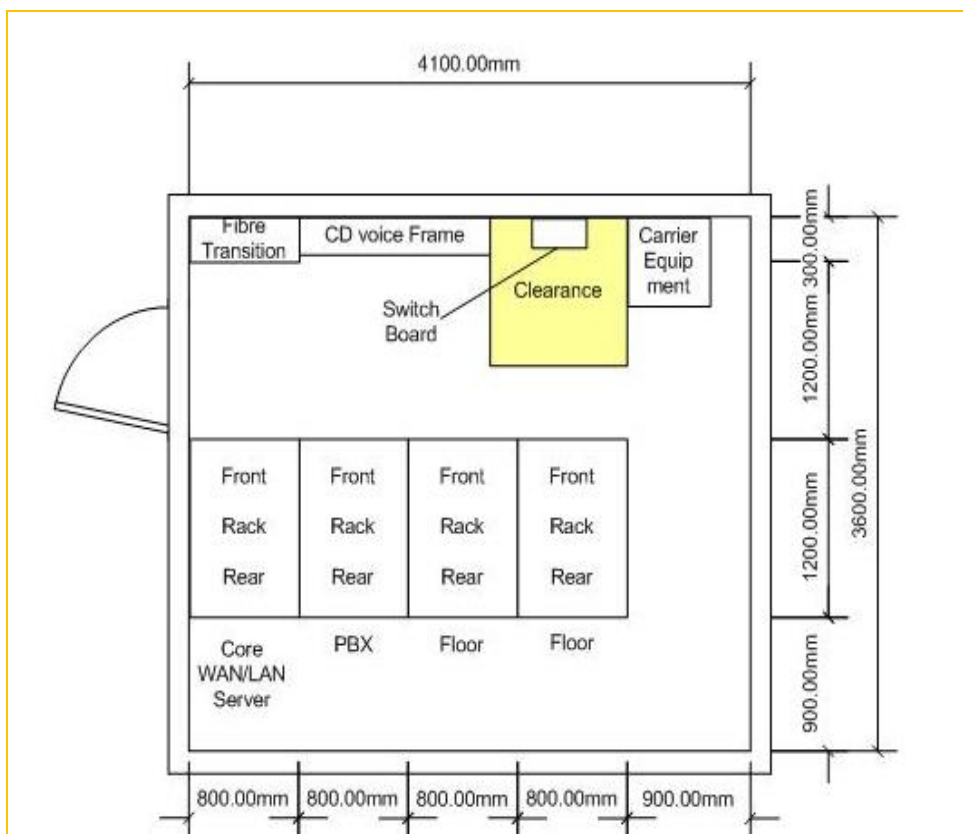 4100.00mm
Fibre
Transition
CD voice Frame
Carrier
Equip
ment
Clearance
Switch
Board
300.00mm
1200.00mm
3600.00mm
1200.00mm
900.00mm
Front
Front
Front
Front
Rack
Rack
Rack
Rack
Rear
Rear
Rear
Rear
Core
WAN/LAN
Server
PBX
Floor
Floor
800.00mm
800.00mm
800.00mm
800.00mm
900.00mm